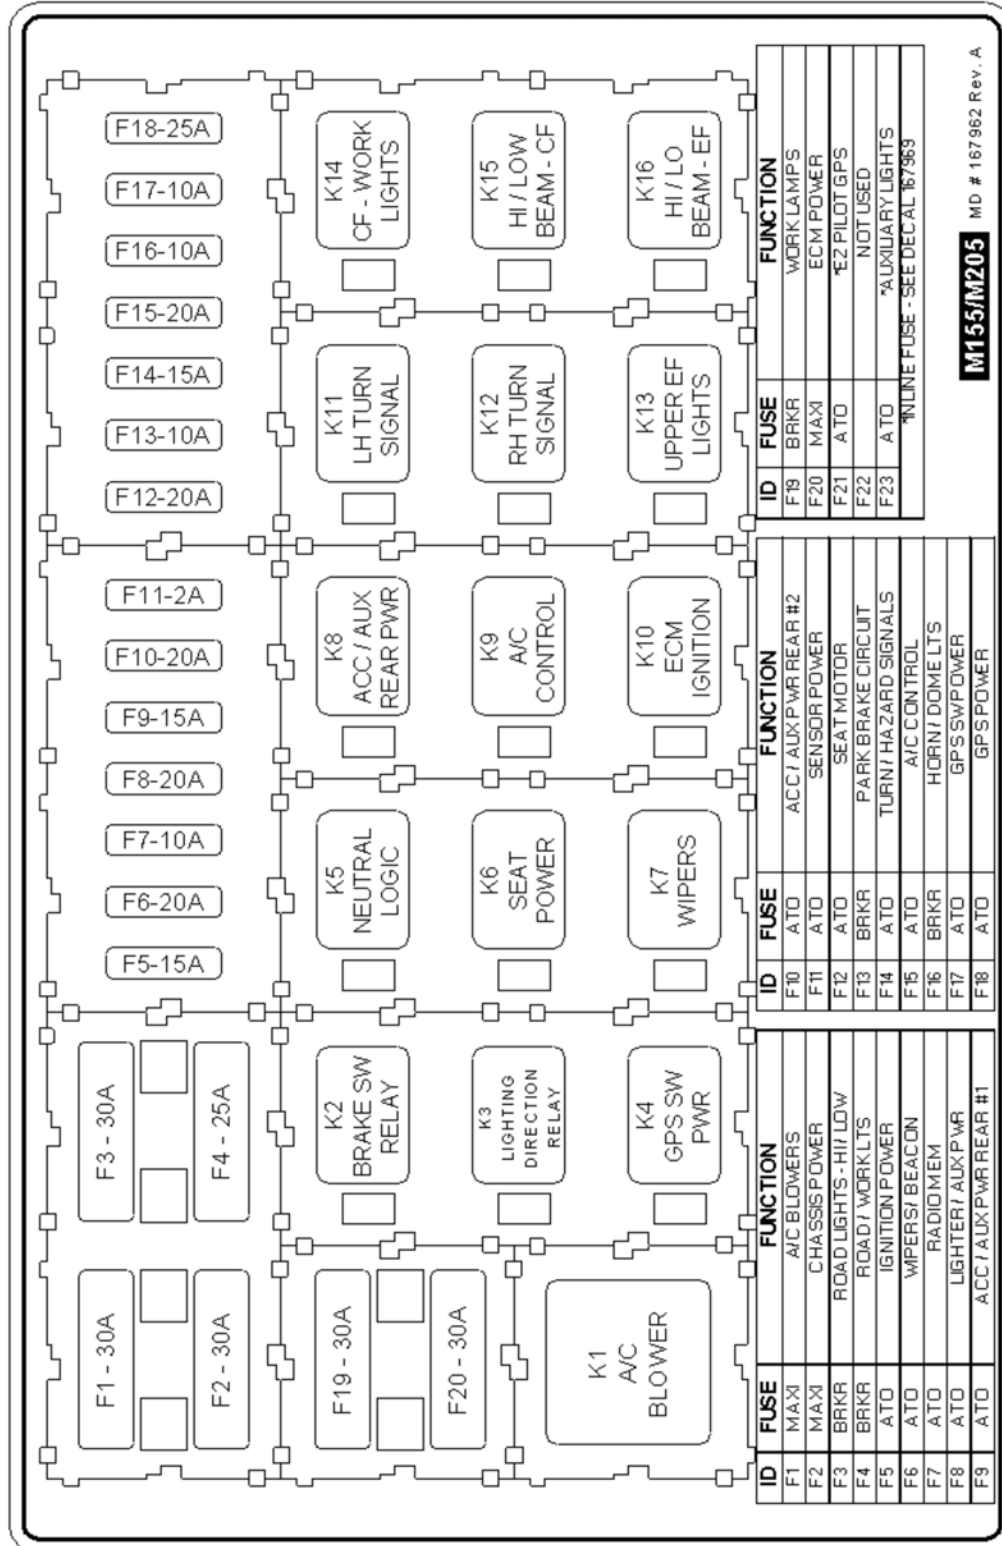 F1 - 30A
F3 - 30A
F5-15A
F6-20A
F7-10A
F8-20A
F9-15A
F10-20A
F11-2A
F12-20A
F13-10A
F14-15A
F15-20A
F16-10A
F17-10A
F18-25A
F2 - 30A
F4 - 25A
F19 - 30A
F20 - 30A
K2
BRAKE SW
RELAY
K5
NEUTRAL
LOGIC
K8
ACC / AUX
REAR PWR
K11
LH TURN
SIGNAL
K14
CF - WORK
LIGHTS
K3
LIGHTING
DIRECTION
RELAY
K6
SEAT
POWER
K9
A/C
CONTROL
K12
RH TURN
SIGNAL
K15
HI / LOW
BEAM - CF
K1
A/C
BLOWER
K4
GPS SW
PWR
K7
WIPERS
K10
ECM
IGNITION
K13
UPPER EF
LIGHTS
K16
HI / LO
BEAM - EF
ID FUSE FUNCTION
F1 MAXI A/C BLOWERS
F2 MAXI CHASSIS POWER
F3 BRKR ROAD LIGHTS - HI / LOW
F4 BRKR ROAD / WORK LTS
F5 ATO IGNITION POWER
F6 ATO WIPERS/ BEACON
F7 ATO RADIO MEM
F8 ATO LIGHTER / AUX PWR
F9 ATO ACC / AUX PWR REAR #1
ID FUSE FUNCTION
F10 ATO ACC / AUX PWR REAR #2
F11 ATO SENSOR POWER
F12 ATO SEAT MOTOR
F13 BRKR PARK BRAKE CIRCUIT
F14 ATO TURN / HAZARD SIGNALS
F15 ATO A/C CONTROL
F16 BRKR HORN / DOME LTS
F17 ATO GPS SW POWER
F18 ATO GPS POWER
ID FUSE FUNCTION
F19 BRKR WORK LAMPS
F20 MAXI ECM POWER
F21 ATO *EZ PILOT GPS
F22 NOT USED
F23 ATO *AUXILIARY LIGHTS
*INLINE FUSE - SEE DECAL 167969
M155/M205 MD # 167962 Rev. A